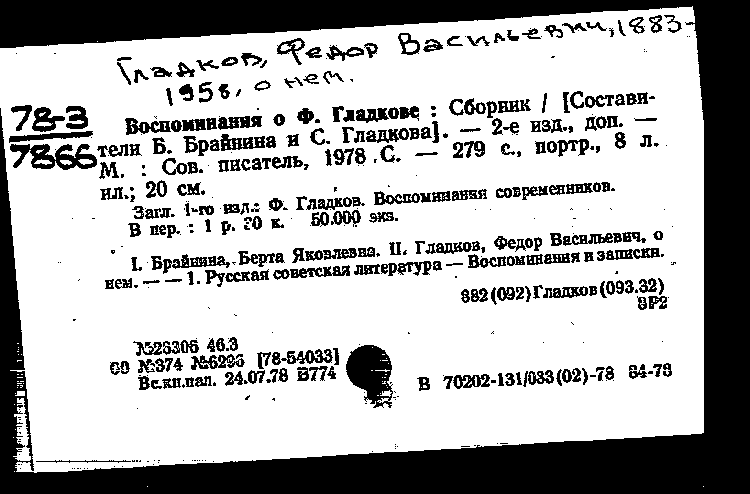 Гладков, Федор Васильевич, 1883-
1958, о нем.
78-3
7866
Воспоминания о Ф. Гладкове : Сборник / [Состави-
тели Б. Брайнина и С. Гладкова]. — 2-е изд., доп. —
М. : Сов. писатель, 1978. С. — 279 с., портр., 8 л.
ил.; 20 см.
Загл. 1-го изд.: Ф. Гладков. Воспоминания современников.
В пер. : 1 р. 20 к. 50.000 экз.
I. Брайнина, Берта Яковлевна. II. Гладков, Федор Васильевич, о
нем. — — 1. Русская советская литература — Воспоминания и записки.
882(092)Гладков(093.32)
8Р2
№26306 46.3
00 №374 №6296 [78-54033]
Вс.кн.пал. 24.07.78 В774
В 70202-131/083(02)-78 84-78